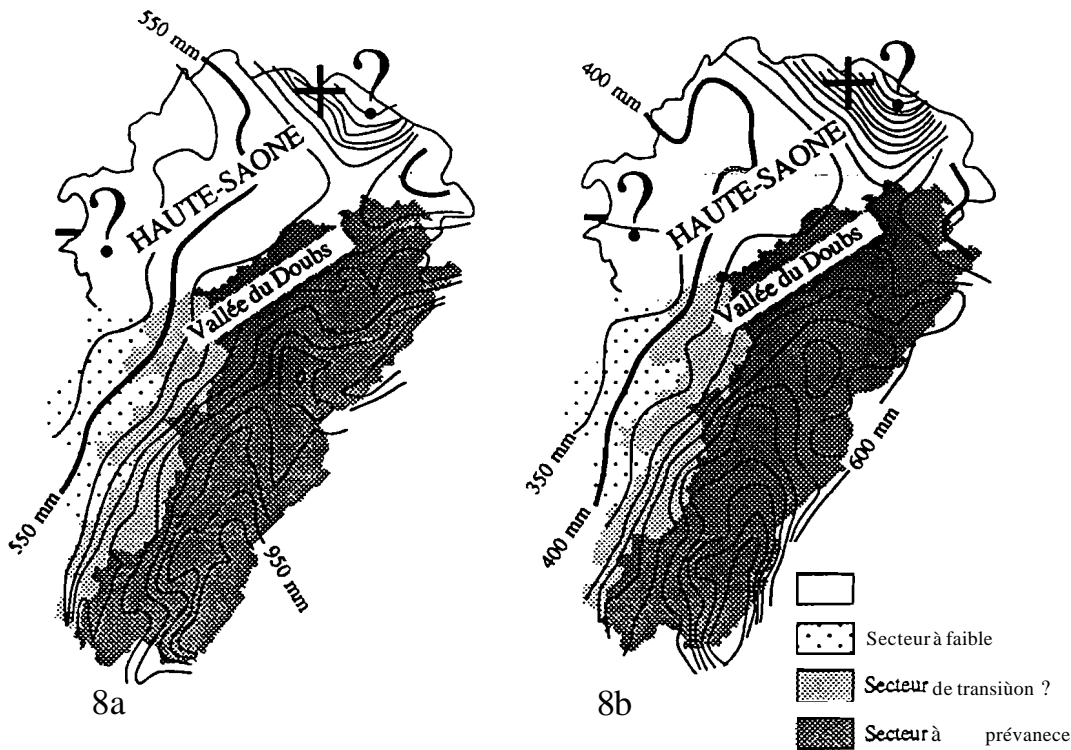 550 mm
?
?
HAUTE-SAONE
Vallée du Doubs
550 mm
950 mm
8a
400 mm
?
?
HAUTE-SAONE
Vallée du Doubs
350 mm
400 mm
600 mm
8b
Secteur à faible
Secteur de transiùon ?
Secteur à prévanece